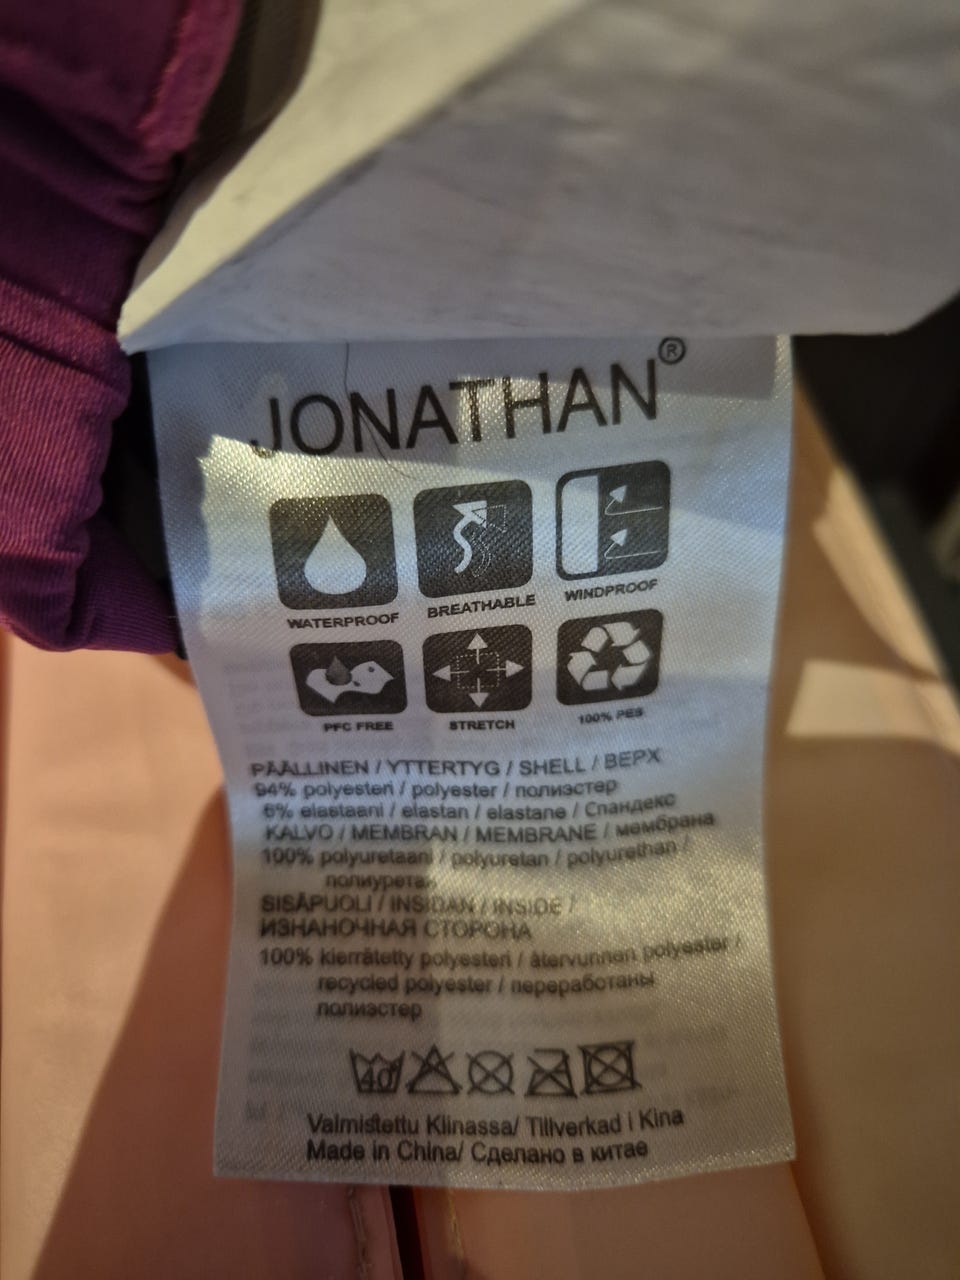 JONATHAN®
WATERPROOF BREATHABLE WINDPROOF
PFC FREE STRETCH 100% PES
PÄÄLLINEN / YTTERTYG / SHELL / ВЕРХ
94% polyesteri / polyester / полиэстер
6% elastaani / elastan / elastane / Спандекс
KALVO / MEMBRAN / MEMBRANE / мембрана
100% polyuretaani / polyuretan / polyurethan /
полиуретан
SISÄPUOLI / INSIDAN / INSIDE /
ИЗНАНОЧНАЯ СТОРОНА
100% kierrätetty polyesteri / återvunnen polyester /
recycled polyester / переработаны
полиэстер
40
Valmistettu Kiinassa/ Tillverkad i Kina
Made in China/ Сделано в китае